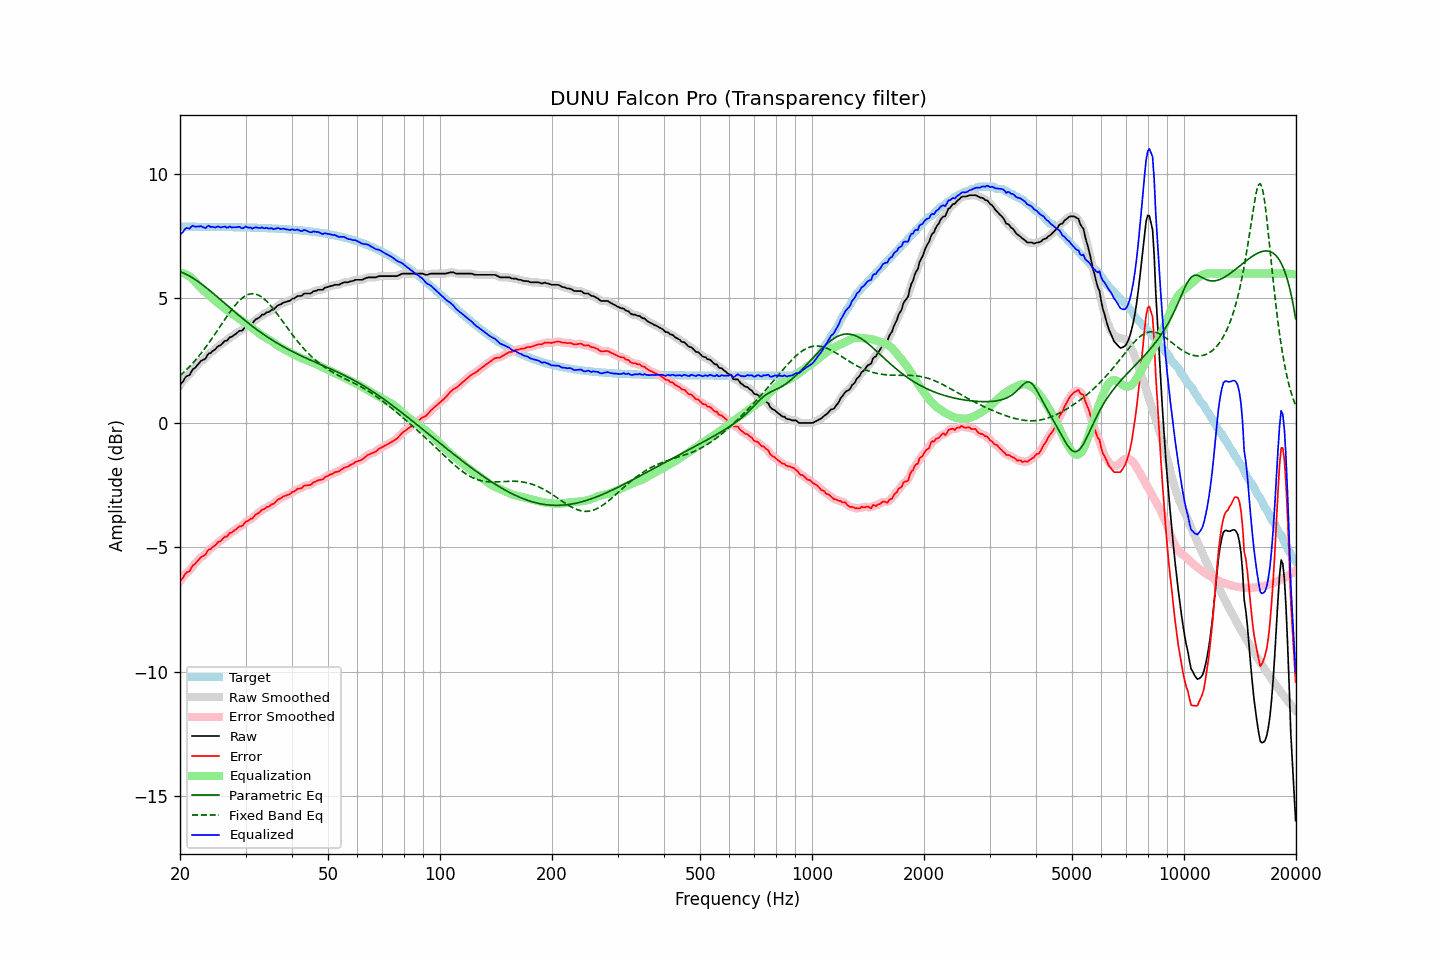 DUNU Falcon Pro (Transparency filter)
Amplitude (dBr)
10
5
0
−5
−10
−15
Target
Raw Smoothed
Error Smoothed
Raw
Error
Equalization
Parametric Eq
Fixed Band Eq
Equalized
20 50 100 200 500 1000 2000 5000 10000 20000
Frequency (Hz)